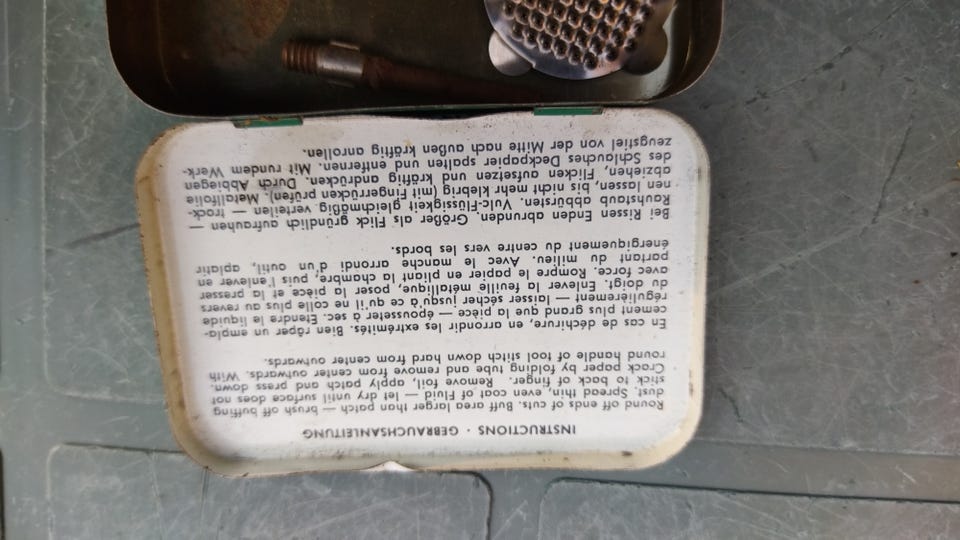 INSTRUCTIONS · GEBRAUCHSANLEITUNG
Round off ends of cuts. Buff area larger than patch — brush off buffing
dust. Spread thin, even coat of Fluid — let dry until surface does not
stick to back of finger. Remove foil, apply patch and press down.
Crack paper by folding tube and remove from center outwards. With
round handle of tool stitch down hard from center outwards.
En cas de déchirure, en arrondir les extrémités. Bien râper un empla-
cement plus grand que la pièce — épousseter à sec. Etendre le liquide
régulièrement — laisser sécher jusqu'à ce qu'il ne colle plus au revers
du doigt. Enlever la feuille métallique, poser la pièce et la presser
avec force. Rompre le papier en pliant la chambre, puis l'enlever en
partant du milieu. Avec le manche arrondi d'un outil, aplatir
énergiquement du centre vers les bords.
Bei Rissen Enden abrunden. Größer als Flick gründlich aufrauhen —
Rauhstaub abbürsten. Vulc-Flüssigkeit gleichmäßig verteilen — trock-
nen lassen, bis nicht mehr klebrig (mit Fingerrücken prüfen). Metallfolie
abziehen, Flicken aufsetzen und kräftig andrücken. Durch Abbiegen
des Schlauches Deckpapier spalten und entfernen. Mit rundem Werk-
zeugstiel von der Mitte nach außen kräftig anrollen.